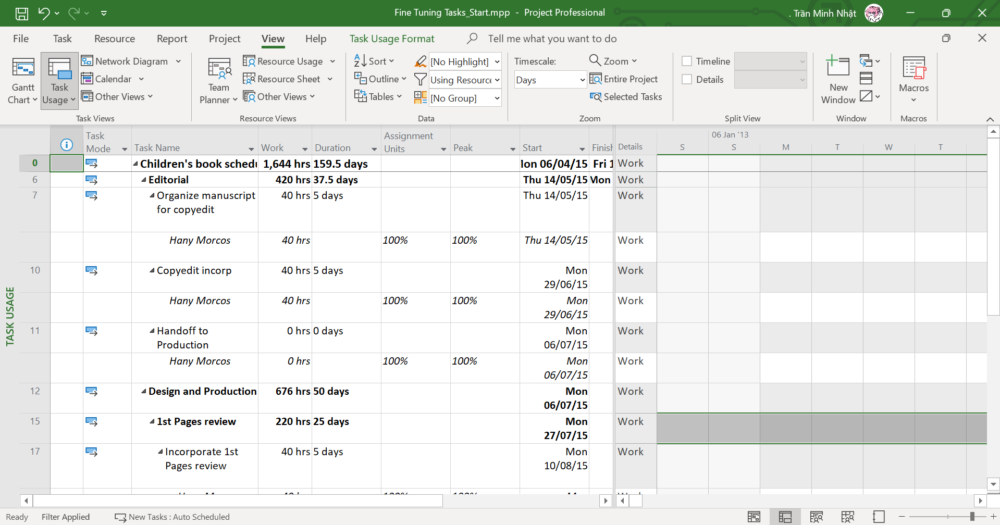 Fine Tuning Tasks_Start.mpp - Project Professional
. Trần Minh Nhật
File Task Resource Report Project View Help Task Usage Format Tell me what you want to do
Gantt Chart
Task Usage
Network Diagram
Calendar
Other Views
Task Views
Team Planner
Resource Usage
Resource Sheet
Other Views
Resource Views
Sort
Outline
Tables
[No Highlight]
Using Resource
[No Group]
Data
Timescale:
Days
Zoom
Entire Project
Selected Tasks
Zoom
Timeline
Details
Split View
New Window
Window
Macros
Macros
TASK USAGE
Task Mode Task Name Work Duration Assignment Units Peak Start Finish Details
06 Jan '13
S S M T W T
0 Children's book schedu 1,644 hrs 159.5 days lon 06/04/15 Fri 1 Work
6 Editorial 420 hrs 37.5 days Thu 14/05/15 Mon Work
7 Organize manuscript 40 hrs 5 days Thu 14/05/15 Work
for copyedit
Hany Morcos 40 hrs 100% 100% Thu 14/05/15 Work
10 Copyedit incorp 40 hrs 5 days Mon Work
29/06/15
Hany Morcos 40 hrs 100% 100% Mon Work
29/06/15
11 Handoff to 0 hrs 0 days Mon Work
Production 06/07/15
Hany Morcos 0 hrs 100% 100% Mon Work
06/07/15
12 Design and Production 676 hrs 50 days Mon Work
06/07/15
15 1st Pages review 220 hrs 25 days Mon Work
27/07/15
17 Incorporate 1st 40 hrs 5 days Mon Work
Pages review 10/08/15
Ready Filter Applied New Tasks : Auto Scheduled